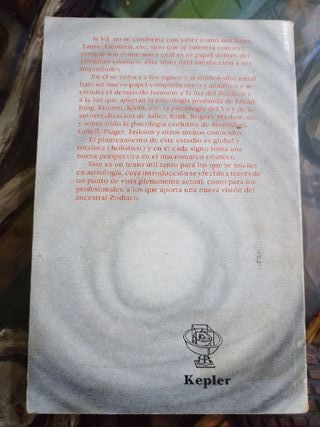 Si Vd. no se conforma con saber como son Aries,
Tauro, Géminis, etc. sino que le interesa conocer
porqué son como son y cuál es su papel dentro del
contexto cósmico, este libro dará satisfacción a sus
inquietudes.
En él se enfoca a los signos y al simbolismo astral
bajo un nuevo papel comprehensivo y analítico y se
estudia el desarrollo humano a la luz del Zodíaco y
a la luz que aportan la psicología profunda de Freud,
Jung, Fromm, Klein, etc. la psicología del Yo y de la
autorrealización de Adler, Rank, Rogers, Maslow, etc.
y sobre todo la psicología evolutiva de
Gesell, Piaget, Erikson y otros menos conocidos.
El planteamiento de este estudio es global y
totalista (holótico) y en él cada signo toma una
nueva perspectiva en el macromarco cósmico.
Este es un texto útil tanto para los que se inician
en astrología, cuya introducción se efectúa a través de
un punto de vista plenamente actual, como para los
profesionales, a los que aporta una nueva visión del
ancestral Zodíaco.
Kepler